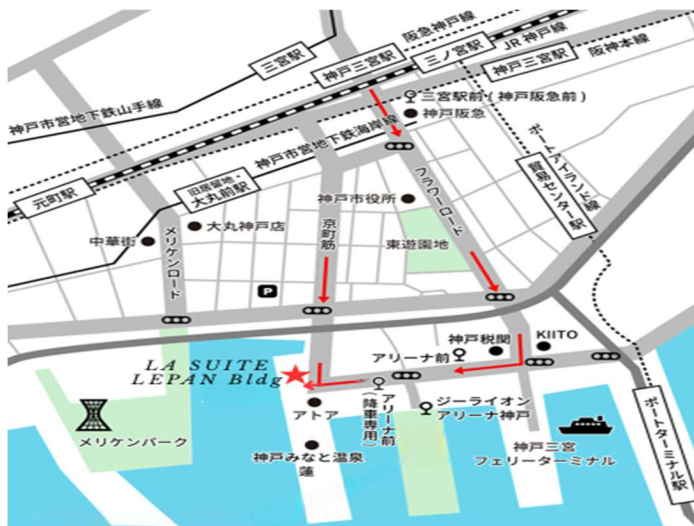 阪急神戸線
三宮駅
神戸三宮駅
三ノ宮駅
JR 神戸線
神戸三宮駅
阪神本線
三宮駅前 ( 神戸阪急前 )
神戸阪急
神戸市営地下鉄山手線
神戸市営地下鉄海岸線
元町駅
旧居留地・
大丸前駅
ポートアイランド線
貿易センター駅
神戸市役所
フラワーロード
東遊園地
中華街
大丸神戸店
メリケンロード
京町筋
P
神戸税関
KIITO
アリーナ前
LA SUITE
LEPAN Bldg
アトア
アリーナ前
(降車専用)
ジーライオン
アリーナ神戸
メリケンパーク
神戸みなと温泉
蓮
神戸三宮
フェリーターミナル
ポートターミナル駅